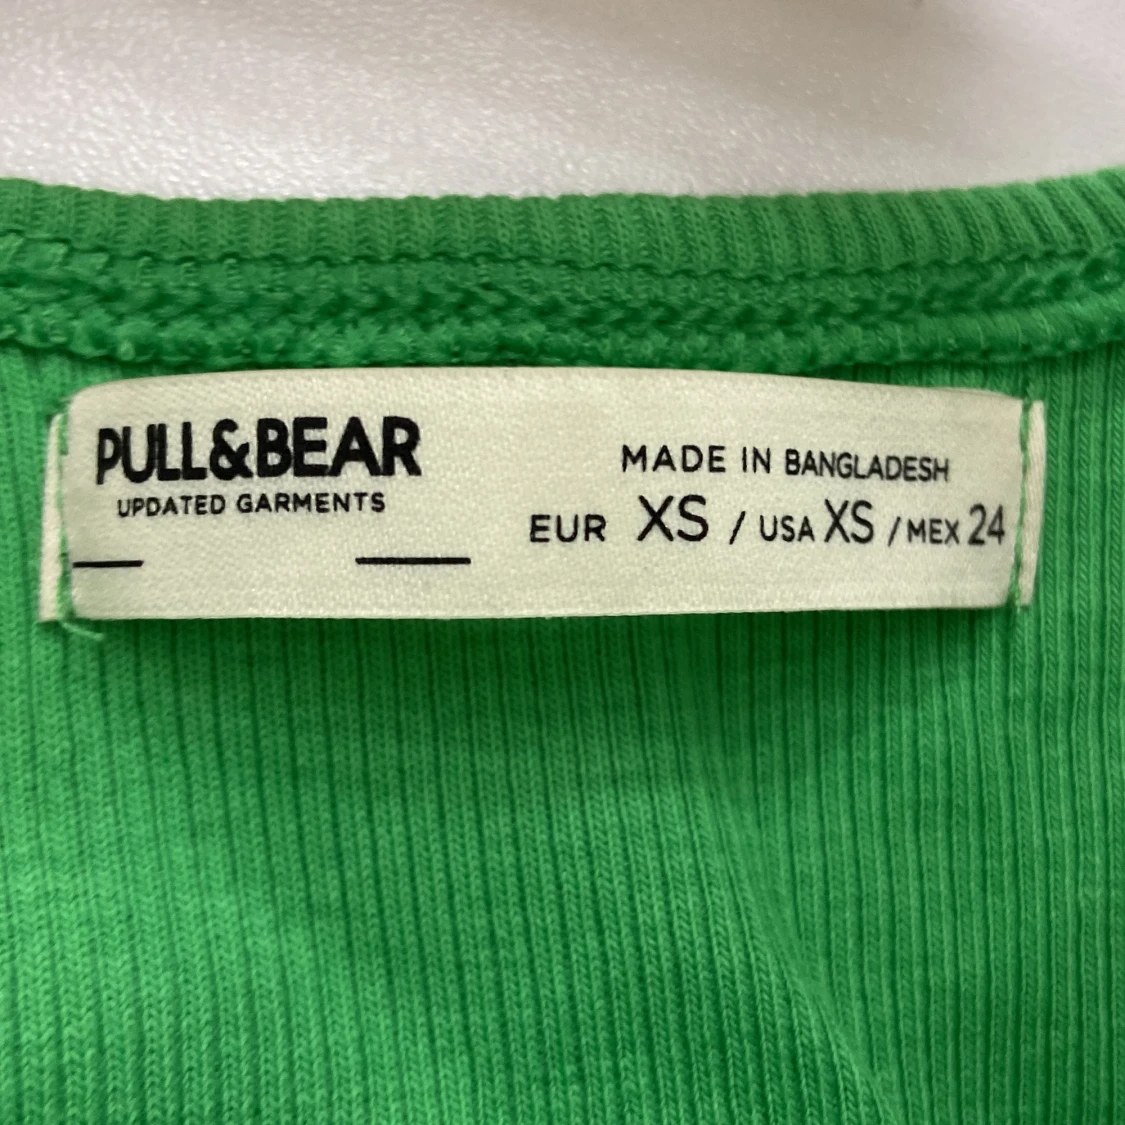 PULL&BEAR
UPDATED GARMENTS
MADE IN BANGLADESH
EUR XS / USA XS / MEX 24